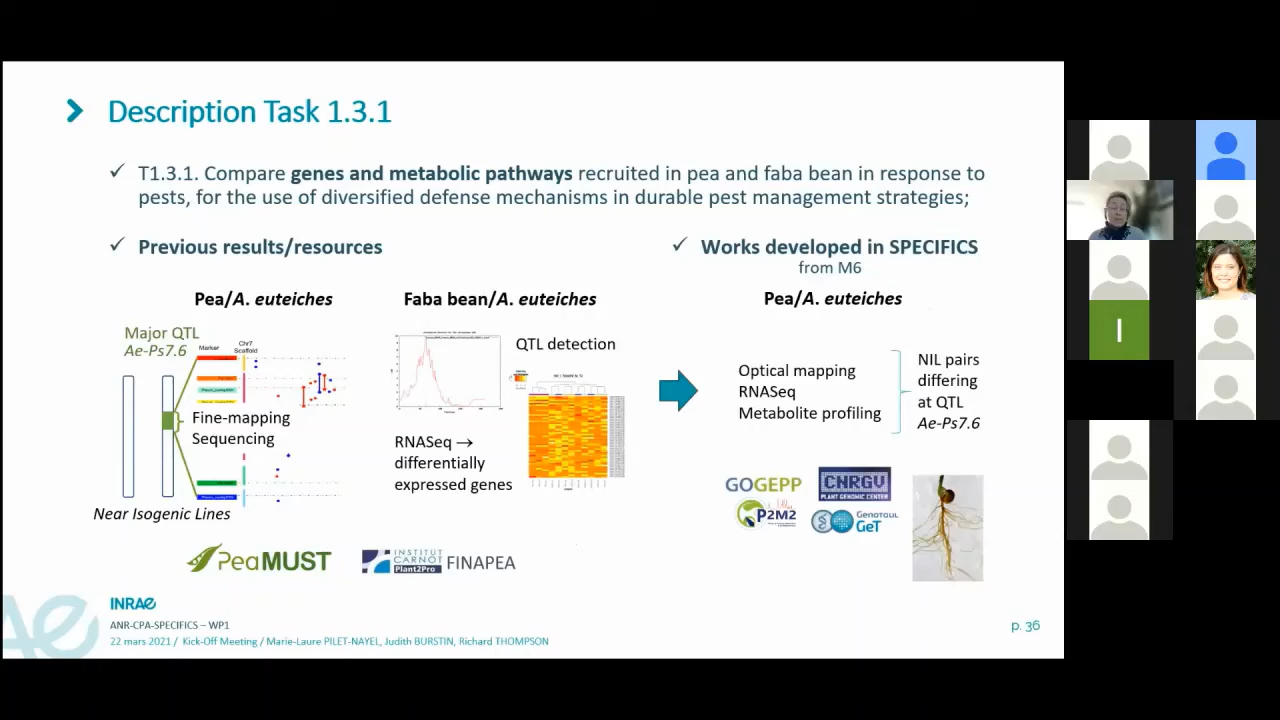 Description Task 1.3.1
T1.3.1. Compare genes and metabolic pathways recruited in pea and faba bean in response to
pests, for the use of diversified defense mechanisms in durable pest management strategies;
Previous results/resources
Works developed in SPECIFICS
from M6
Pea/A. euteiches
Faba bean/A. euteiches
Pea/A. euteiches
Major QTL
Ae-Ps7.6
Marker
Chr7
Scaffold
Fine-mapping
Sequencing
Near Isogenic Lines
QTL detection
RNASeq →
differentially
expressed genes
Optical mapping
RNASeq
Metabolite profiling
NIL pairs
differing
at QTL
Ae-Ps7.6
GOGEPP
CNRGV
PLANT GENOMIC CENTER
P2M2
GENOTOUL
GeT
PeaMUST
INSTITUT
CARNOT
Plant2Pro
FINAPEA
INRAE
ANR-CPA-SPECIFICS – WP1
22 mars 2021 / Kick-Off Meeting / Marie-Laure PILET-NAYEL, Judith BURSTIN, Richard THOMPSON
p. 36
I